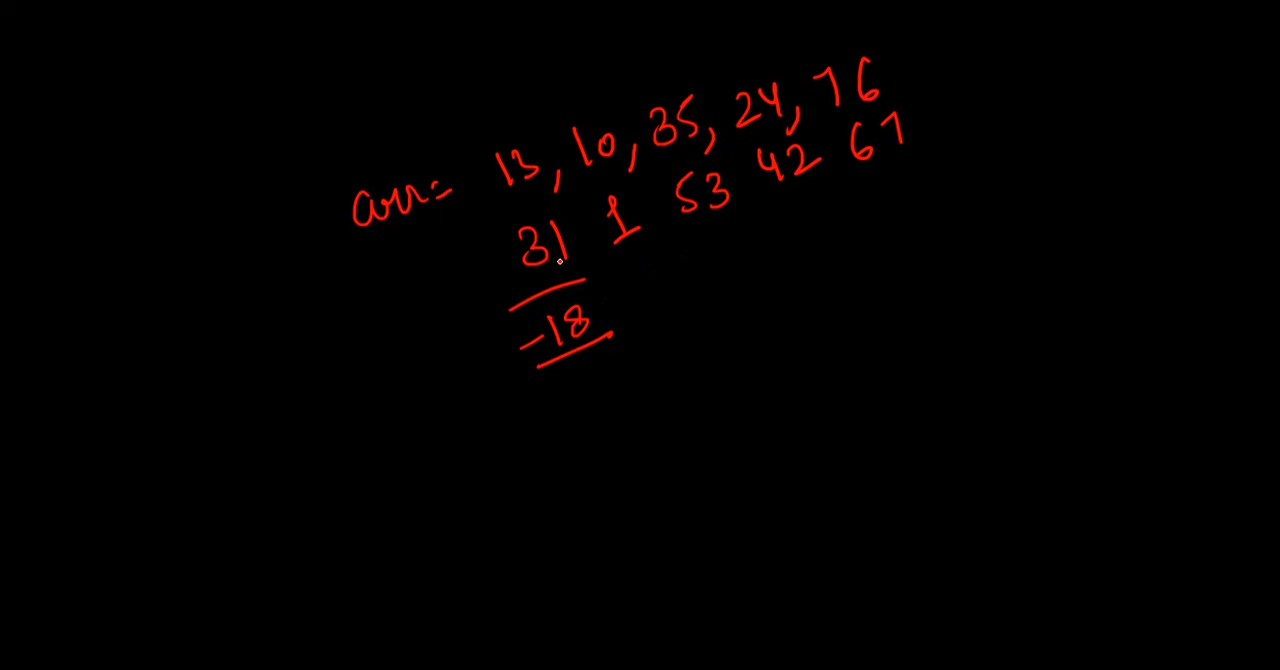 arr= 13, 10, 35, 24, 76
31 1 53 42 67
-18